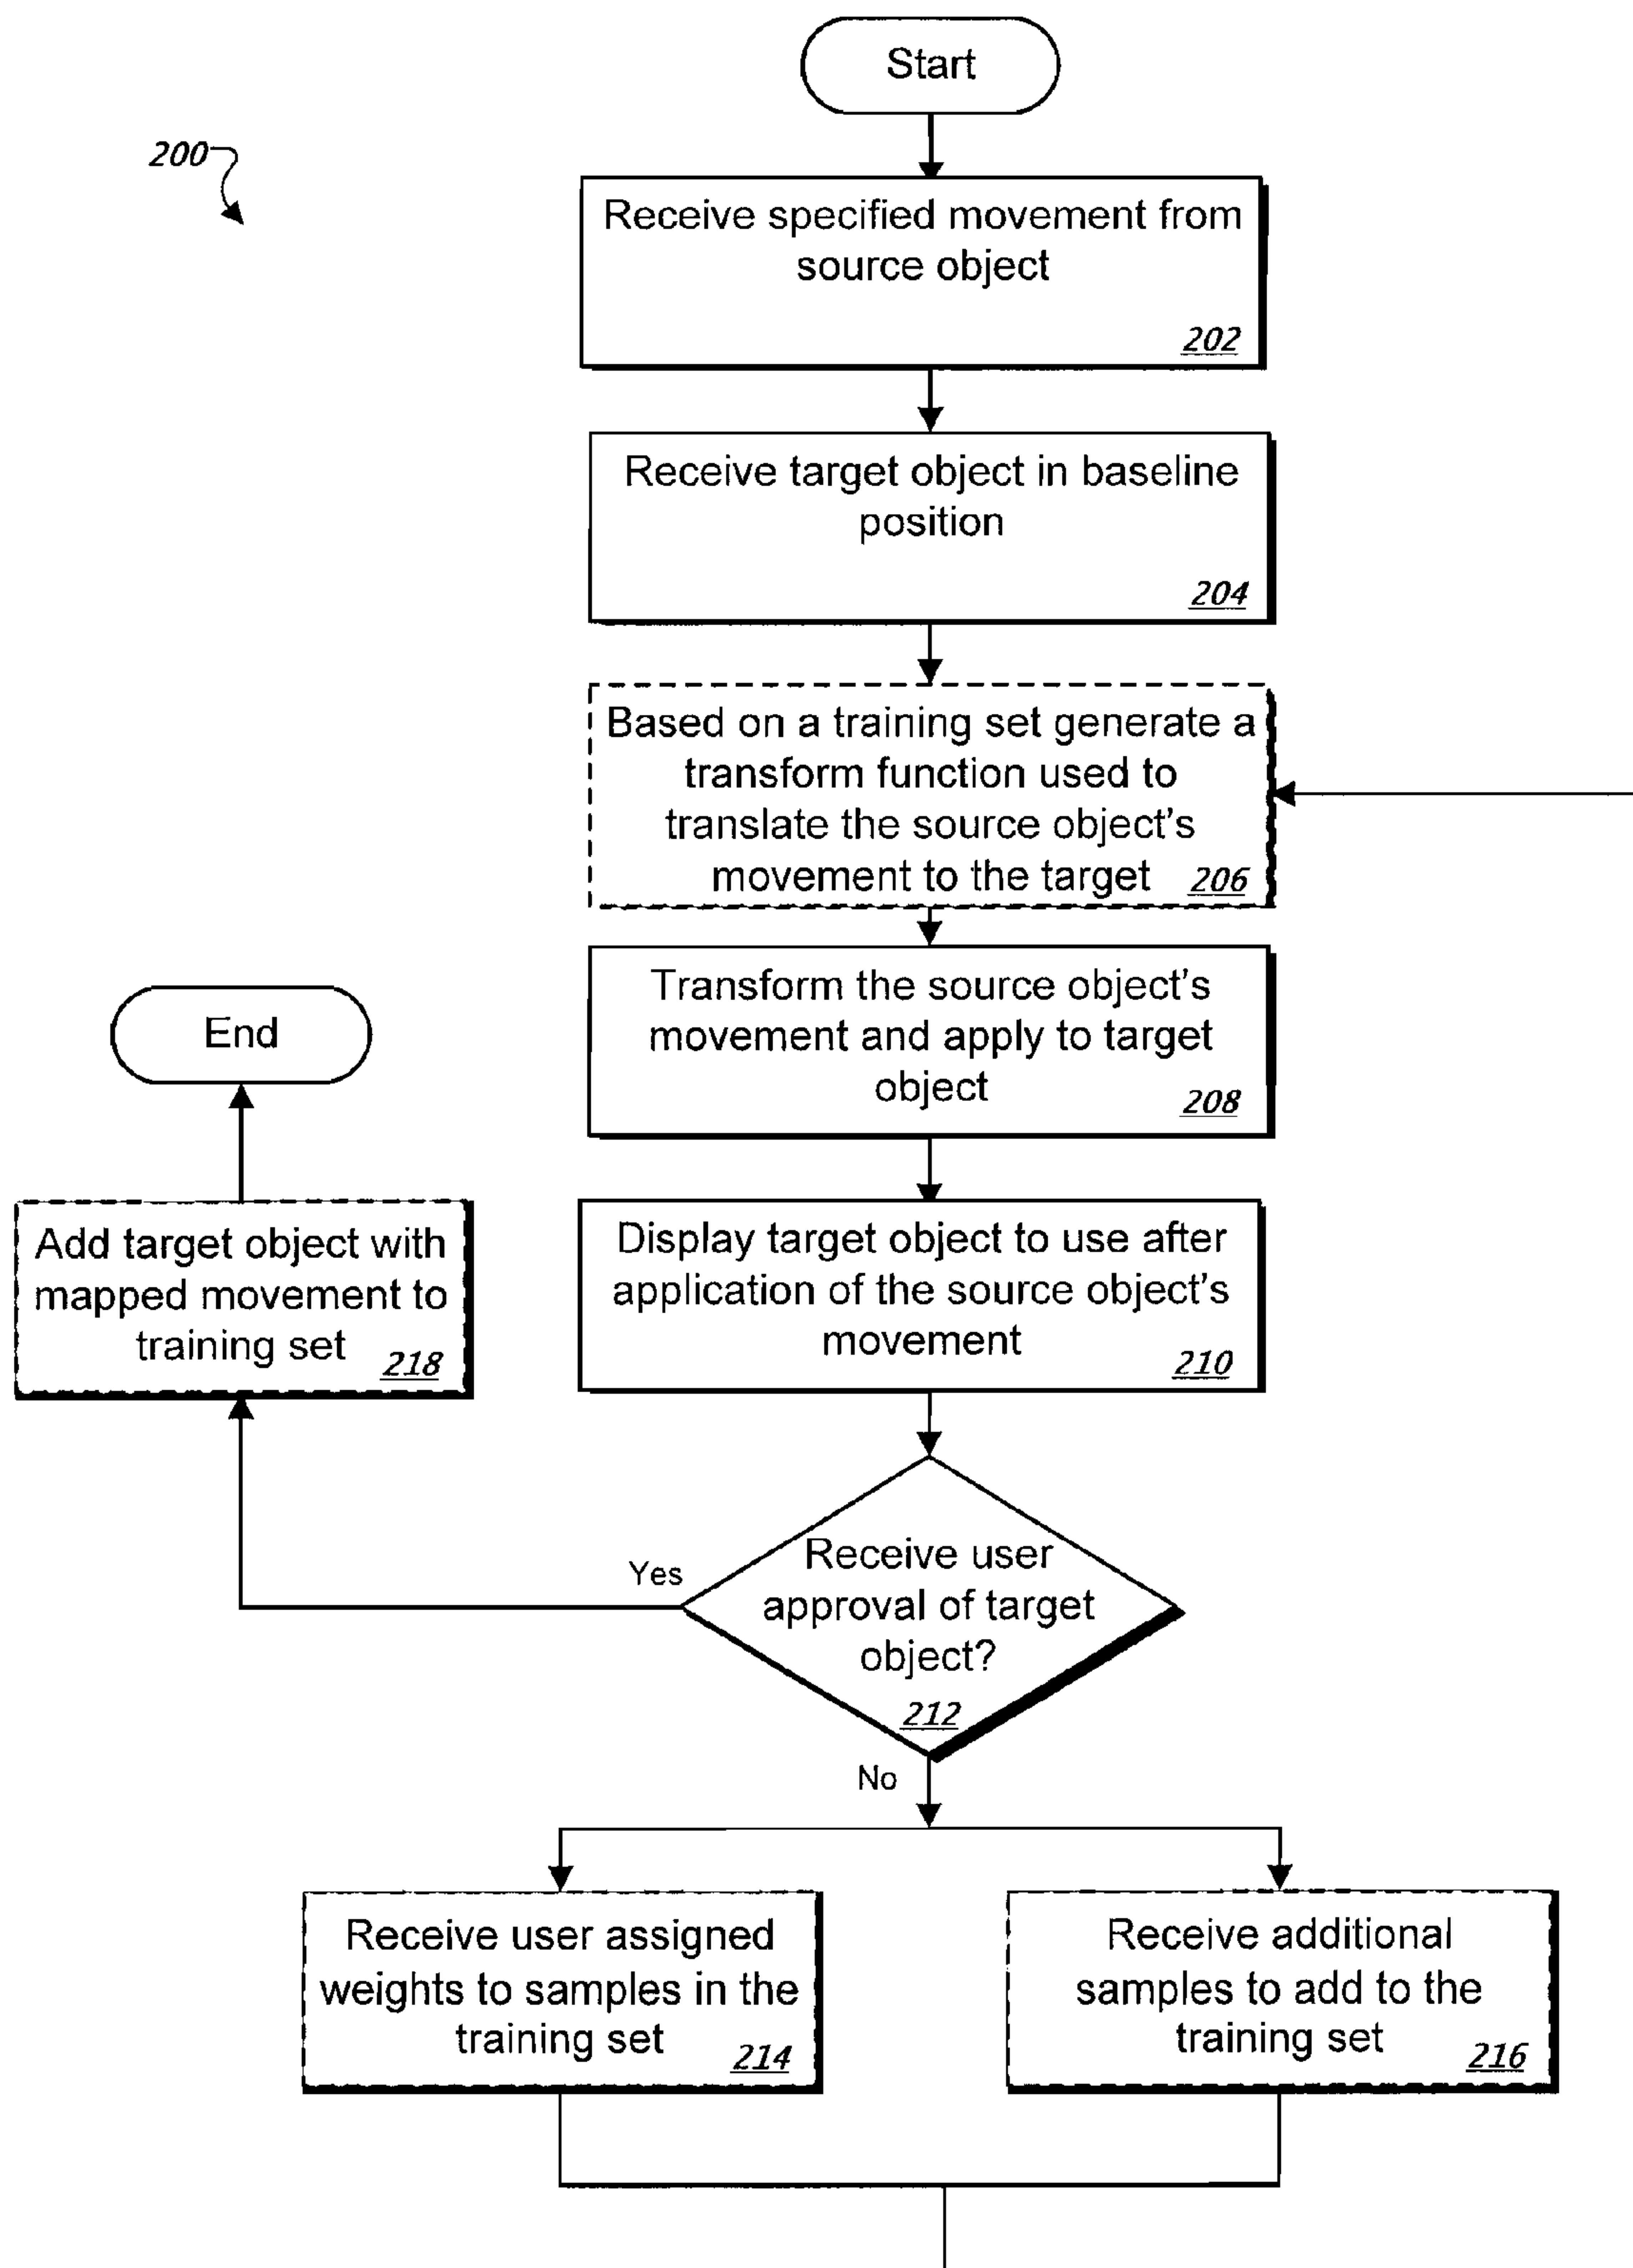 Start
200
Receive specified movement from
source object
202
Receive target object in baseline
position
204
Based on a training set generate a
transform function used to
translate the source object's
movement to the target 206
Transform the source object's
movement and apply to target
object
208
End
Display target object to use after
application of the source object's
movement
210
Add target object with
mapped movement to
training set
218
Receive user
approval of target
object?
212
Yes
No
Receive user assigned
weights to samples in the
training set
214
Receive additional
samples to add to the
training set
216